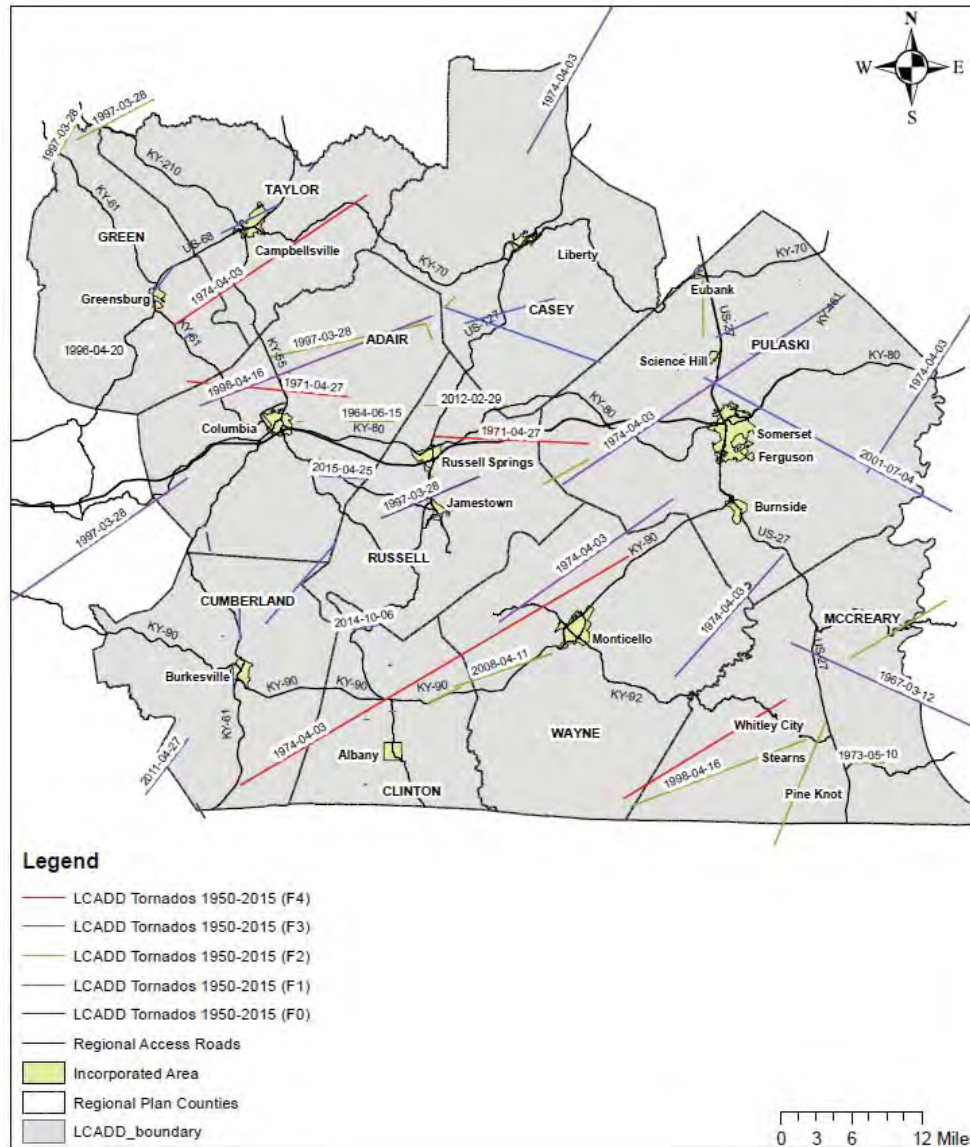 N
W E
S
1974-04-03
1997-03-28
1997-03-28
KY-210
TAYLOR
KY-61
GREEN
US-68
Campbellsville
Liberty
KY-70
KY-70
Eubank
Greensburg
1974-04-03
CASEY
US-127
US-27
KY-461
PULASKI
KY-61
1997-03-28
ADAIR
Science Hill
1996-04-20
KY-55
KY-80
1974-04-03
1998-04-16
1971-04-27
2012-02-29
KY-80
1964-06-15
Columbia
KY-80
1971-04-27
1974-04-03
Somerset
Russell Springs
Ferguson
2015-04-25
2001-07-04
1997-03-28
Jamestown
Burnside
1997-03-28
RUSSELL
1974-04-03
KY-90
US-27
CUMBERLAND
2014-10-06
1974-04-03
MCCREARY
KY-90
Monticello
US-27
Burkesville
2008-04-11
KY-90
KY-90
KY-90
1967-03-12
KY-61
KY-92
1974-04-03
Whitley City
WAYNE
2011-04-27
Albany
Stearns
1973-05-10
1998-04-16
CLINTON
Pine Knot
Legend
LCADD Tornados 1950-2015 (F4)
LCADD Tornados 1950-2015 (F3)
LCADD Tornados 1950-2015 (F2)
LCADD Tornados 1950-2015 (F1)
LCADD Tornados 1950-2015 (F0)
Regional Access Roads
Incorporated Area
Regional Plan Counties
LCADD_boundary
0 3 6 12 Mile